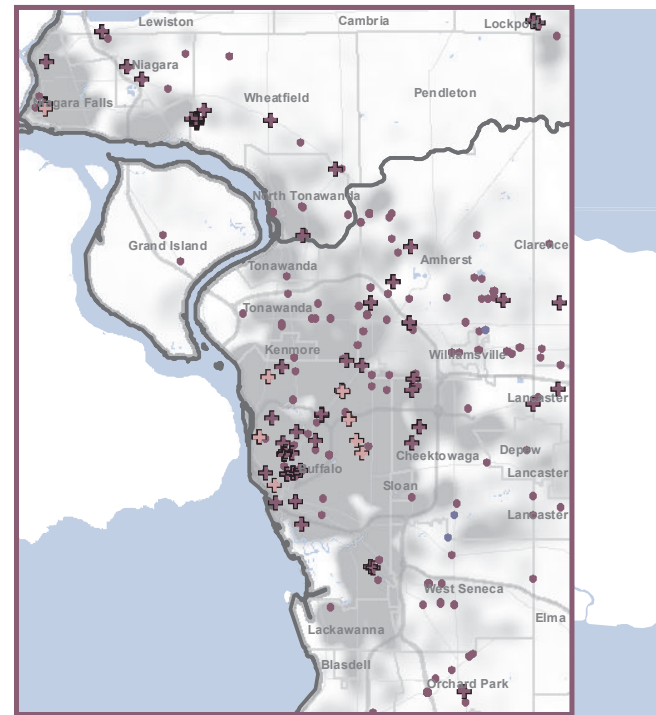 Lewiston
Cambria
Lockport
Niagara
Niagara Falls
Wheatfield
Pendleton
North Tonawanda
Grand Island
Clarence
Amherst
Tonawanda
Tonawanda
Kenmore
Williamsville
Lancaster
Cheektowaga
Depew
Buffalo
Lancaster
Sloan
Lancaster
West Seneca
Elma
Lackawanna
Blasdell
Orchard Park